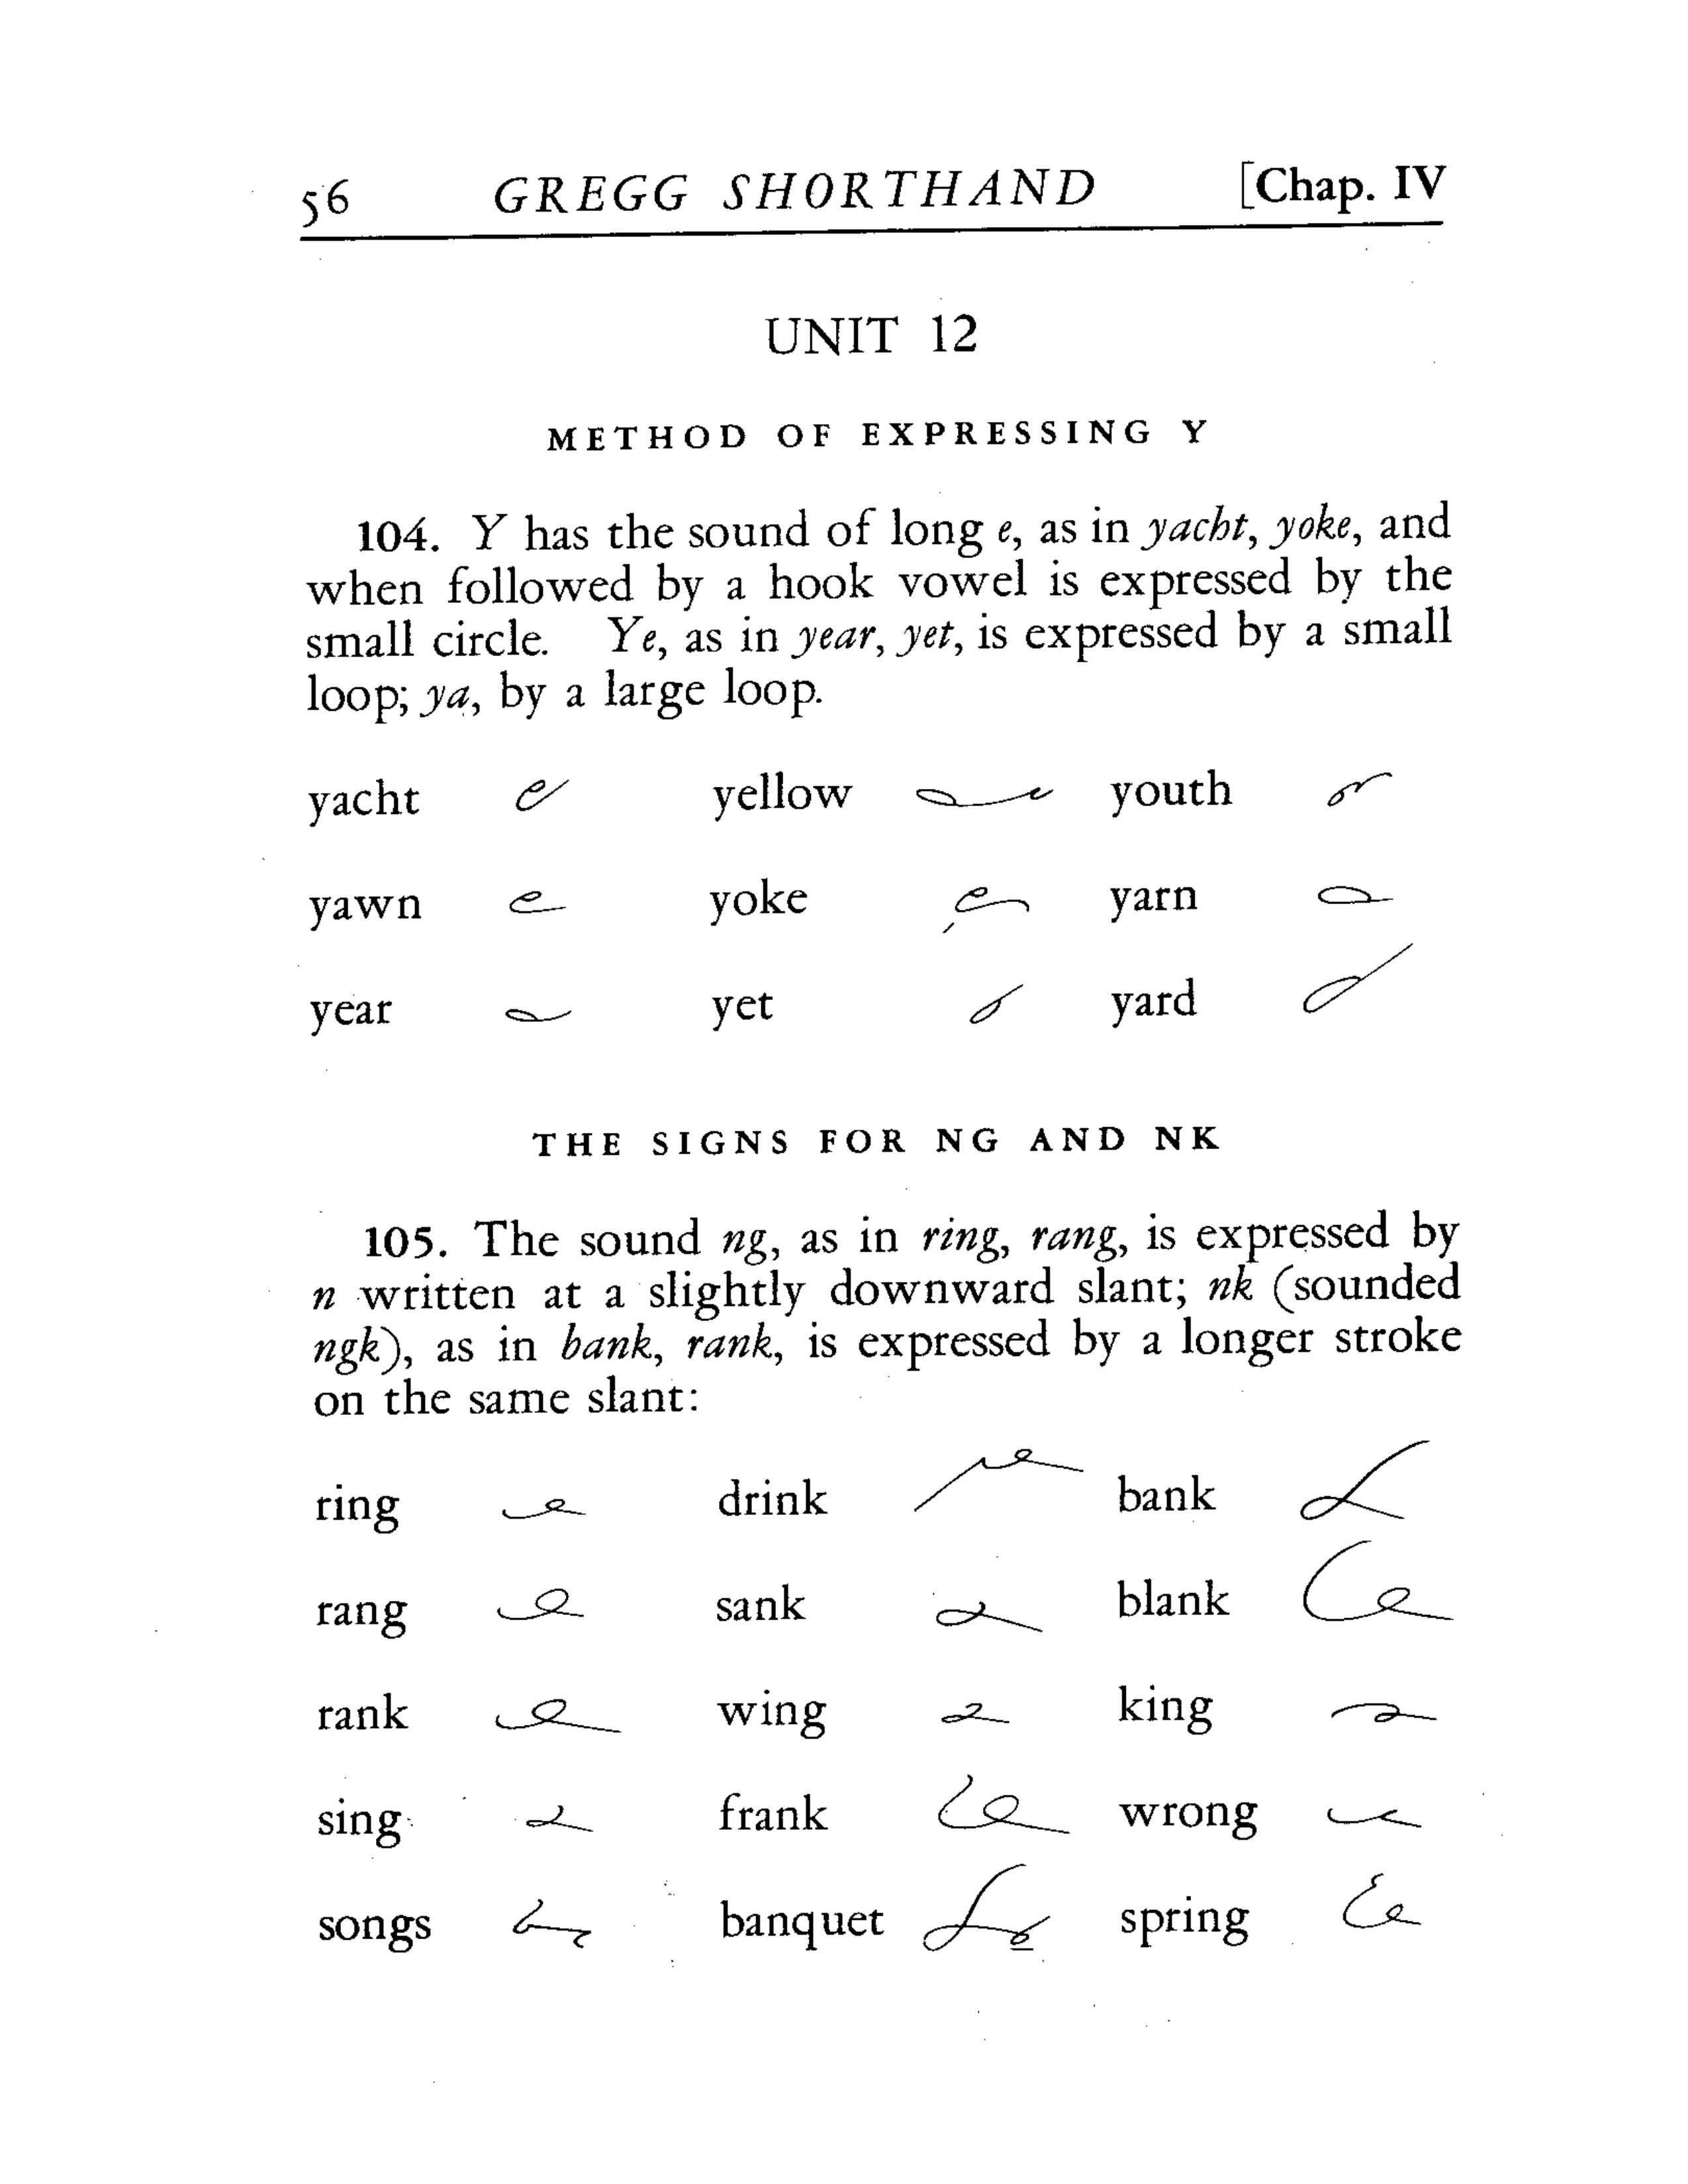 56 GREGG SHORTHAND [Chap. IV
UNIT 12
METHOD OF EXPRESSING Y
104. Y has the sound of long e, as in yacht, yoke, and
when followed by a hook vowel is expressed by the
small circle. Ye, as in year, yet, is expressed by a small
loop; ya, by a large loop.
yacht yellow youth
yawn yoke yarn
year yet yard
THE SIGNS FOR NG AND NK
105. The sound ng, as in ring, rang, is expressed by
n written at a slightly downward slant; nk (sounded
ngk), as in bank, rank, is expressed by a longer stroke
on the same slant:
ring drink bank
rang sank blank
rank wing king
sing frank wrong
songs banquet spring